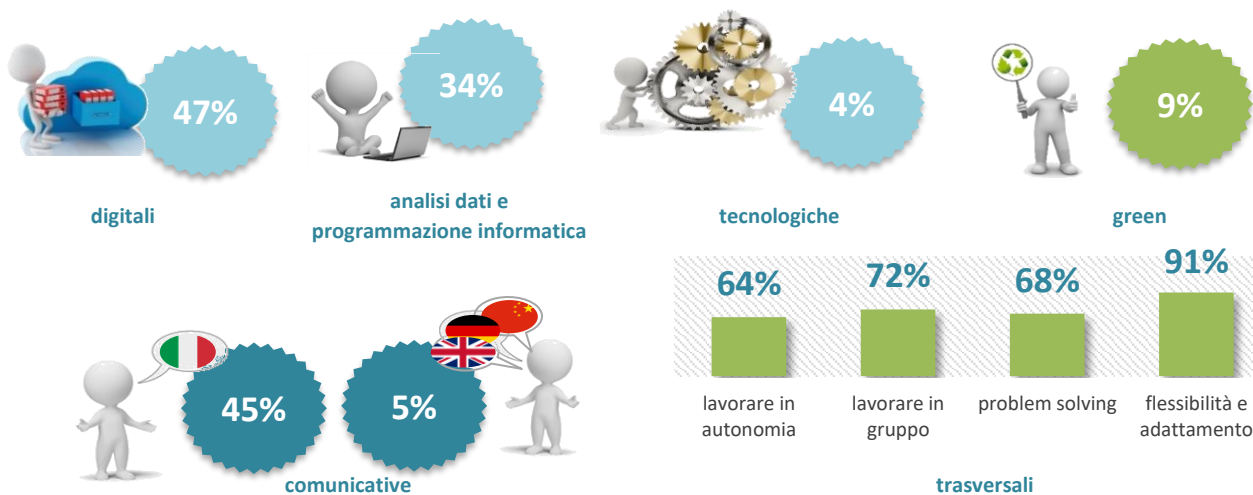 47%
34%
4%
9%
digitali
analisi dati e
programmazione informatica
tecnologiche
green
64%
72%
68%
91%
lavorare in
autonomia
lavorare in
gruppo
problem solving
flessibilità e
adattamento
trasversali
45%
5%
comunicative